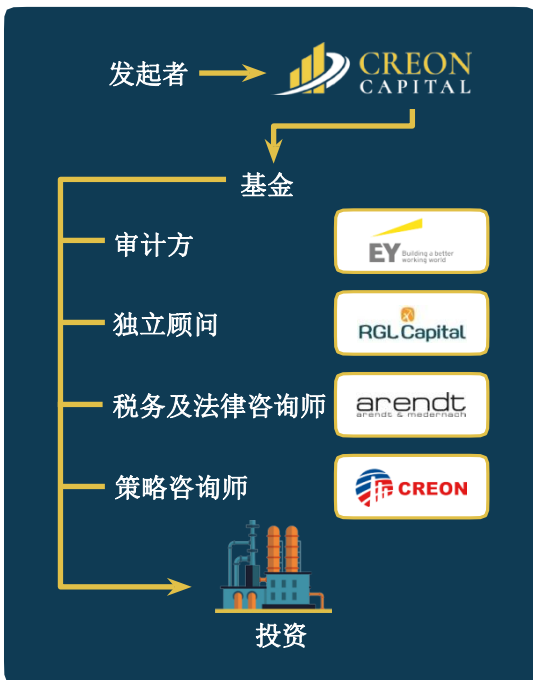 发起者
CREON
CAPITAL
基金
审计方
EY Building a better
working world
独立顾问
RGL Capital
税务及法律咨询师
arendt
arendt & medernach
策略咨询师
CREON
投资